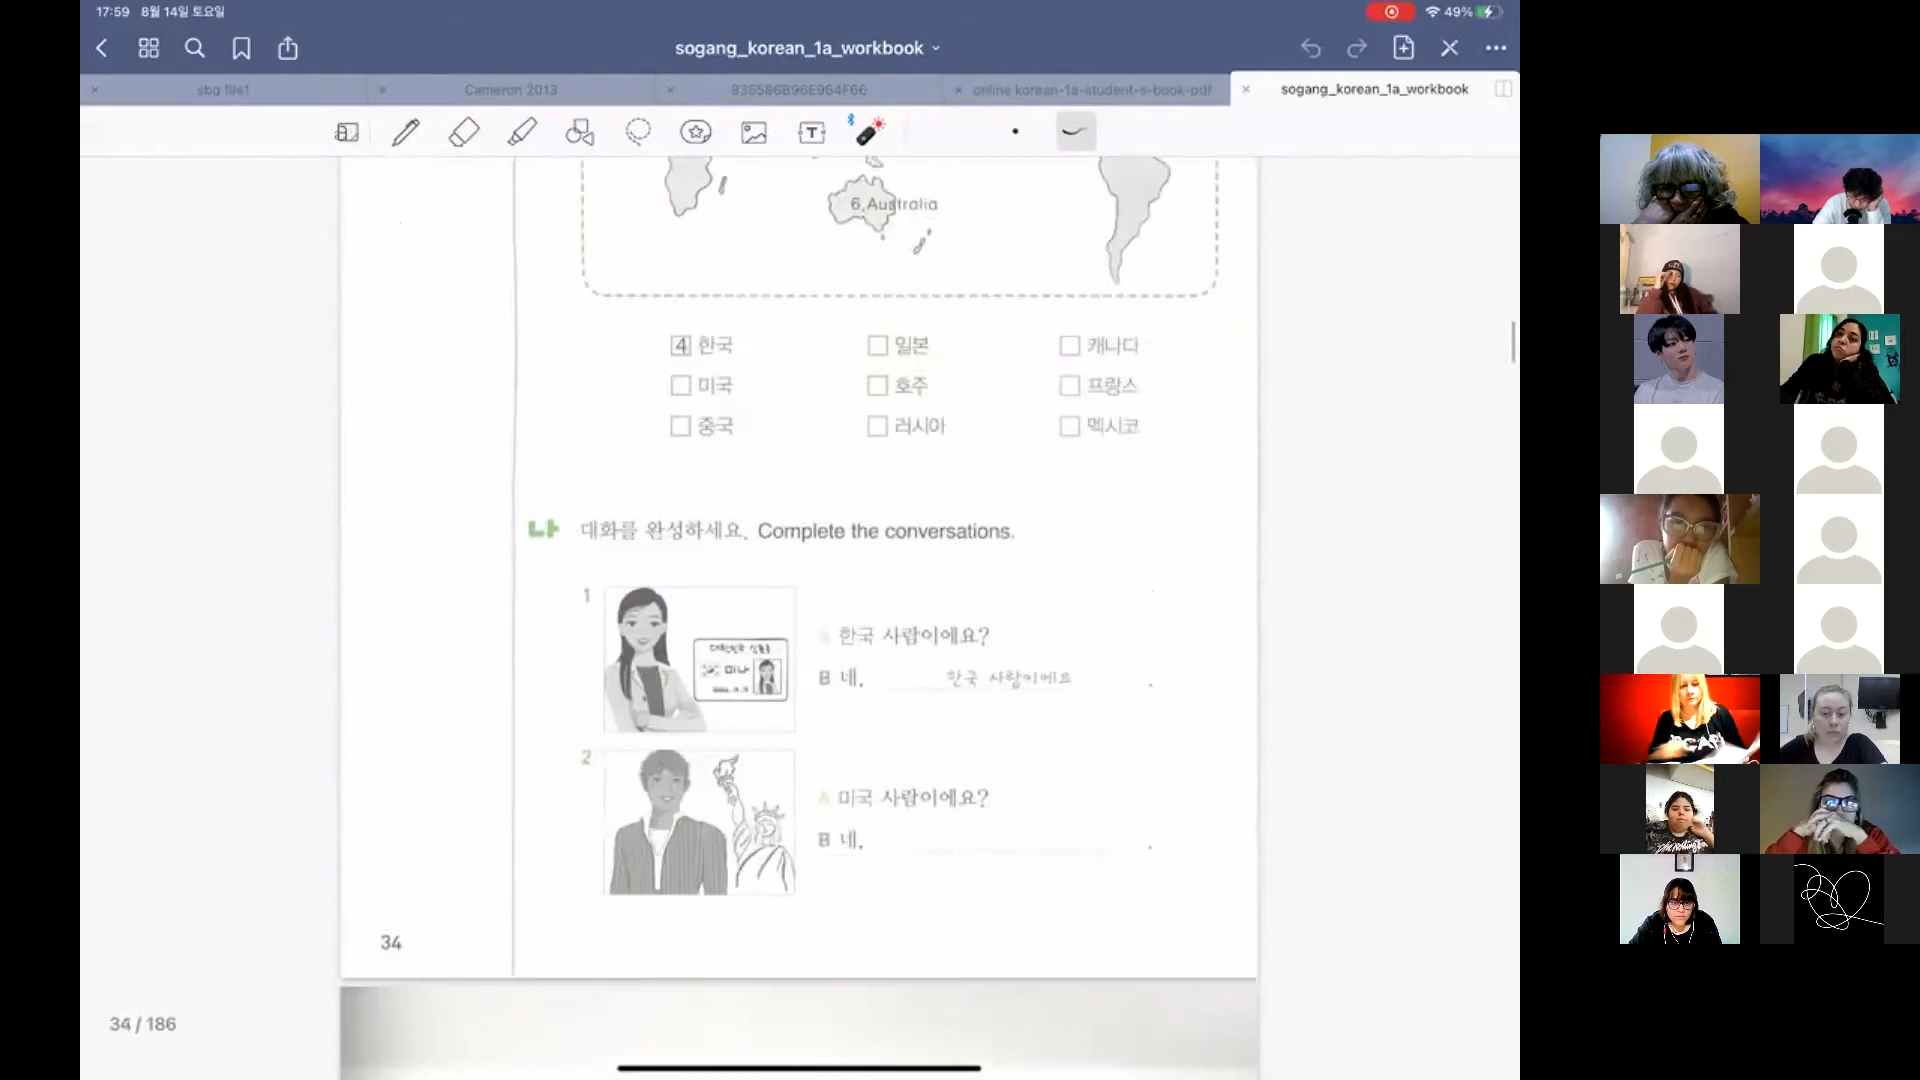 17:59 8월 14일 토요일
49%
sogang_korean_1a_workbook
sbg file1
Cameron 2013
935586B96E964F66
online korean-1a-student-s-book-pdf
sogang_korean_1a_workbook
6. Australia
4 한국 일본 캐나다
미국 호주 프랑스
중국 러시아 멕시코
나 대화를 완성하세요. Complete the conversations.
1
미나
A 한국 사람이에요?
B 네, 한국 사람이에요 .
2
A 미국 사람이에요?
B 네, .
34
34 / 186